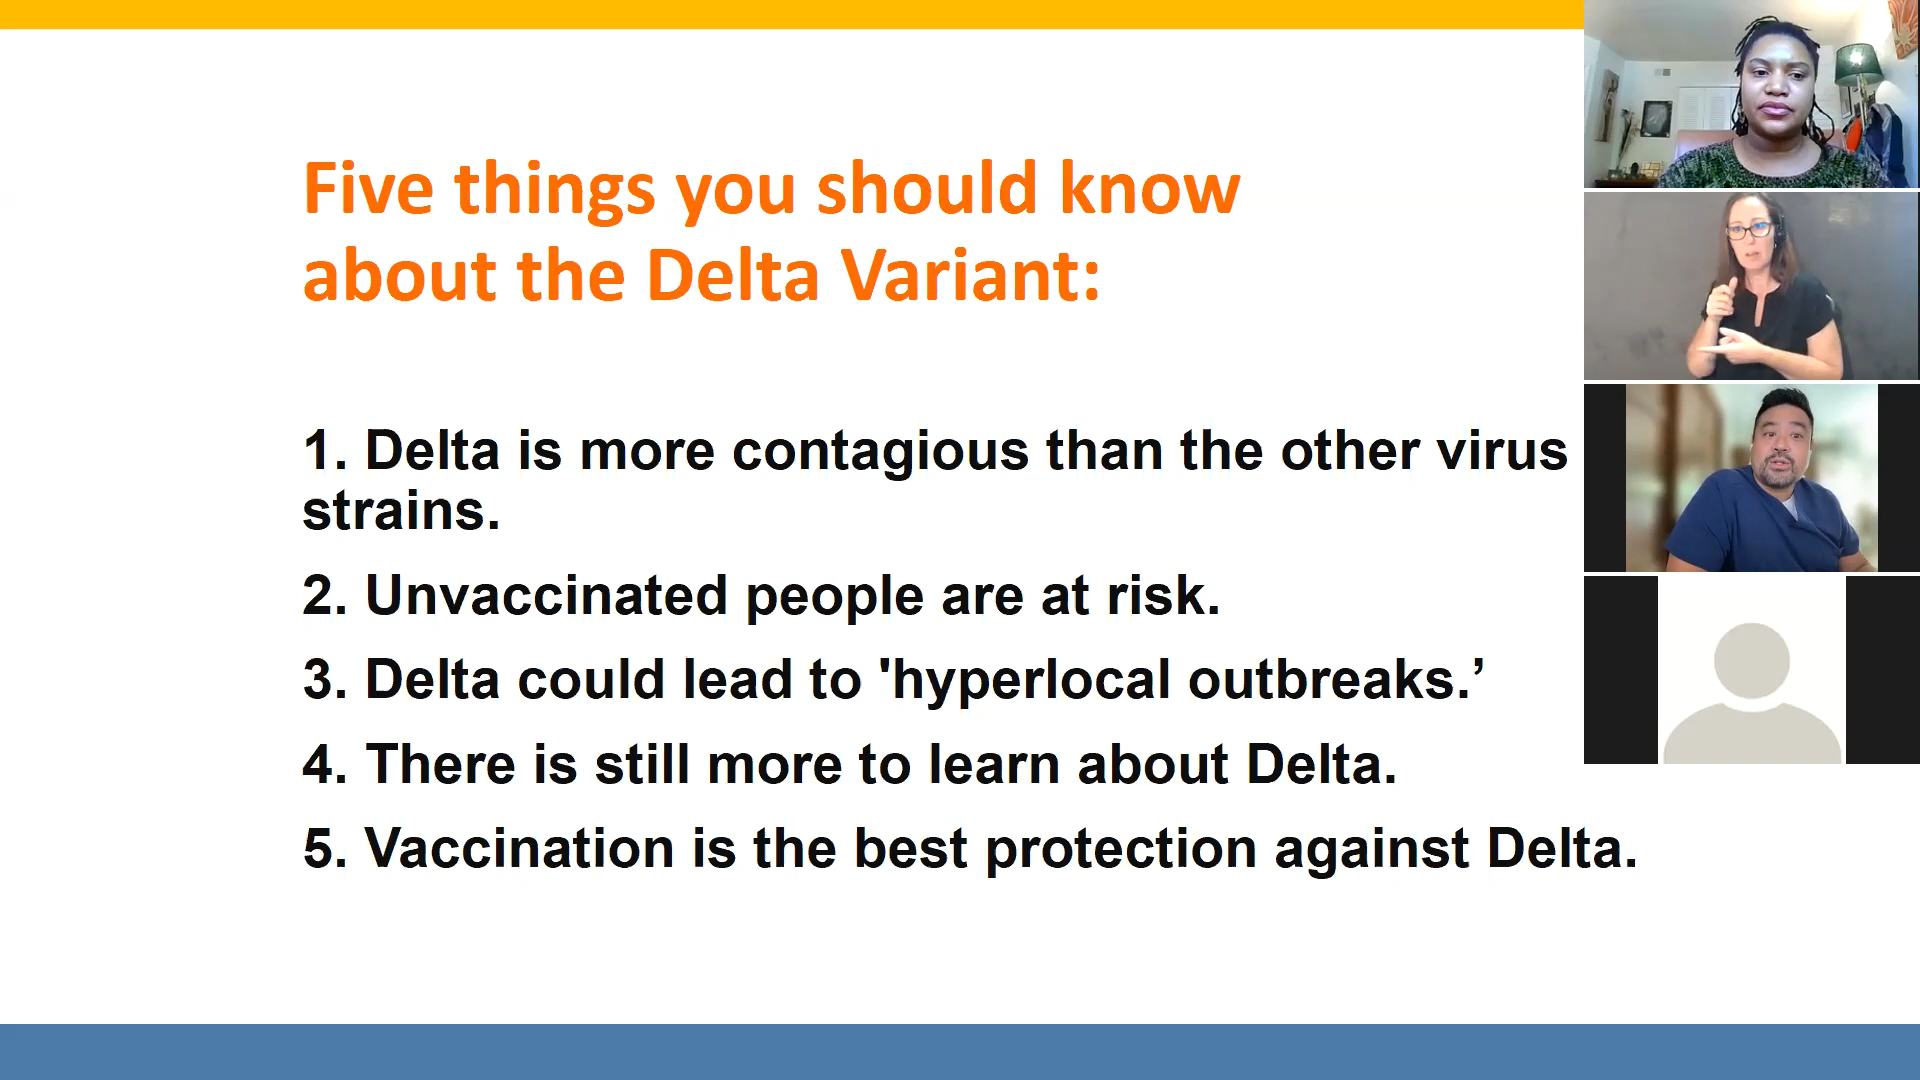 Five things you should know
about the Delta Variant:
1. Delta is more contagious than the other virus
strains.
2. Unvaccinated people are at risk.
3. Delta could lead to 'hyperlocal outbreaks.’
4. There is still more to learn about Delta.
5. Vaccination is the best protection against Delta.